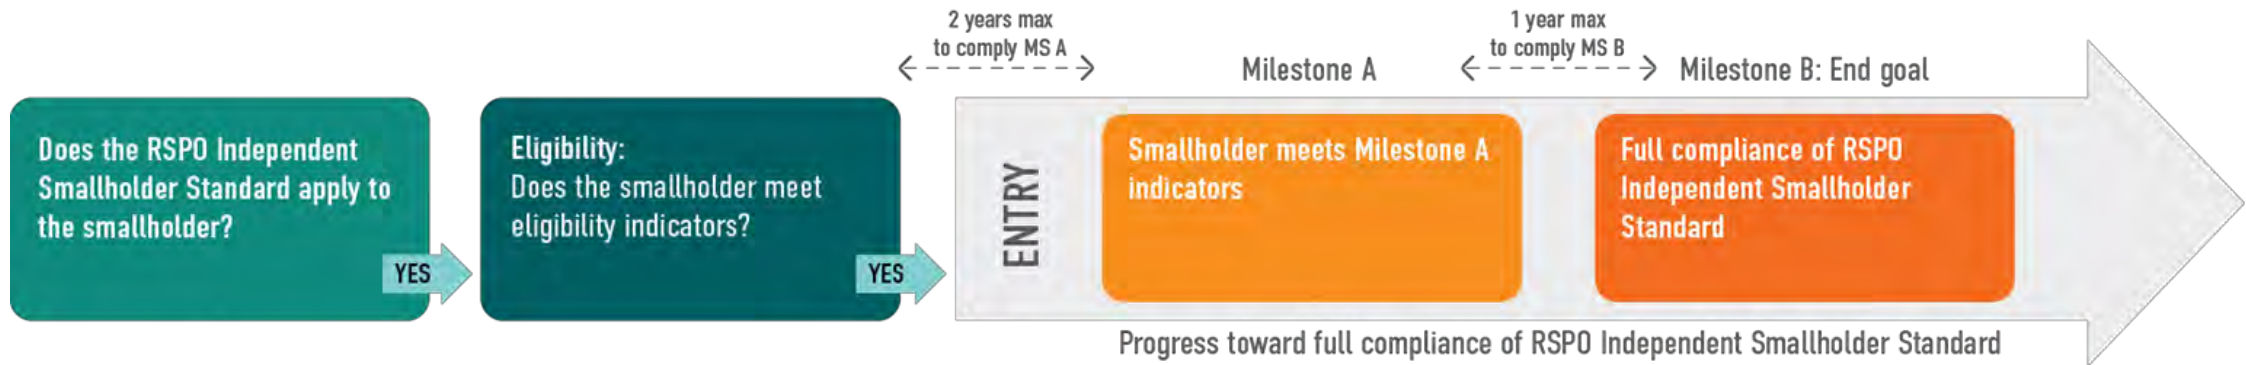 Does the RSPO Independent
Smallholder Standard apply to
the smallholder?
YES
Eligibility:
Does the smallholder meet
eligibility indicators?
YES
2 years max
to comply MS A
ENTRY
Milestone A
Smallholder meets Milestone A
indicators
1 year max
to comply MS B
Milestone B: End goal
Full compliance of RSPO
Independent Smallholder
Standard
Progress toward full compliance of RSPO Independent Smallholder Standard